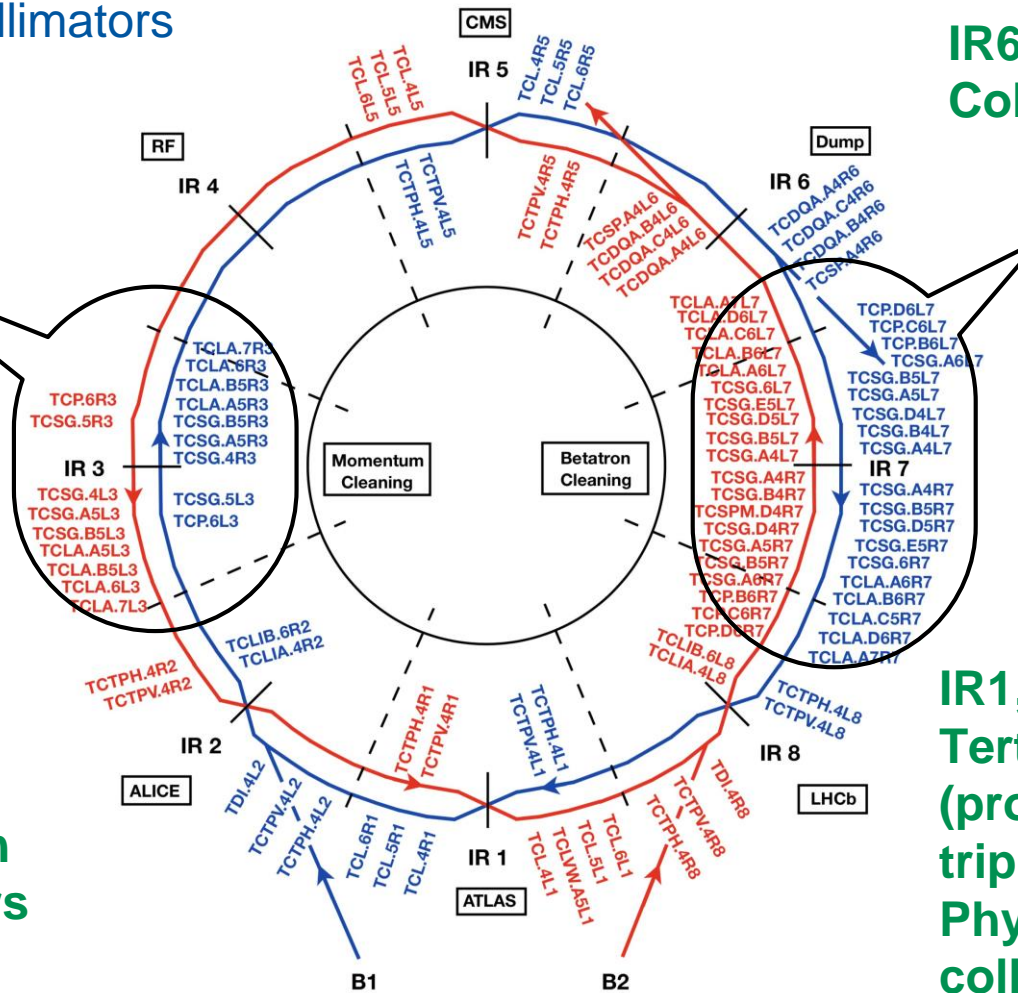 llimators
CMS
IR 5
TCL.6L5
TCL.5L5
TCL.4L5
TCL.4R5
TCL.5R5
TCL.6R5
IR6
Col
RF
IR 4
TCTPH.4L5
TCTPV.4L5
TCTPV.4R5
TCTPH.4R5
Dump
IR 6
TCSP.A4L6
TCDQA.B4L6
TCDQA.C4L6
TCDQA.A4L6
TCDQA.A4R6
TCDQA.C4R6
TCDQA.B4R6
TCSP.A4R6
TCP.6R3
TCSG.5R3
IR 3
TCSG.4L3
TCSG.A5L3
TCSG.B5L3
TCLA.A5L3
TCLA.B5L3
TCLA.6L3
TCLA.7L3
TCLA.7R3
TCLA.6R3
TCLA.B5R3
TCLA.A5R3
TCSG.B5R3
TCSG.A5R3
TCSG.4R3
TCSG.5L3
TCP.6L3
Momentum
Cleaning
Betatron
Cleaning
TCLA.A7L7
TCLA.D6L7
TCLA.C6L7
TCLA.B6L7
TCLA.A6L7
TCSG.6L7
TCSG.E5L7
TCSG.D5L7
TCSG.B5L7
TCSG.A4L7
TCSG.A4R7
TCSG.B4R7
TCSPM.D4R7
TCSG.D4R7
TCSG.A5R7
TCSG.B5R7
TCSG.A6R7
TCP.B6R7
TCP.C6R7
TCP.D6R7
TCP.D6L7
TCP.C6L7
TCP.B6L7
TCSG.A6L7
TCSG.B5L7
TCSG.A5L7
TCSG.D4L7
TCSG.B4L7
TCSG.A4L7
IR 7
TCSG.A4R7
TCSG.B5R7
TCSG.D5R7
TCSG.E5R7
TCSG.6R7
TCLA.A6R7
TCLA.B6R7
TCLA.C5R7
TCLA.D6R7
TCLA.A7R7
TCTPH.4R2
TCTPV.4R2
TCLIB.6R2
TCLIA.4R2
IR 2
ALICE
TDI.4L2
TCTPV.4L2
TCTPH.4L2
TCTPH.4R1
TCTPV.4R1
TCL.6R1
TCL.5R1
TCL.4R1
IR 1
ATLAS
TCTPH.4L1
TCTPV.4L1
TCL.4L1
TCLVW.A5L1
TCL.5L1
TCL.6L1
TCLIB.6L8
TCLIA.4L8
TCTPH.4L8
TCTPV.4L8
IR 8
LHCb
TDI.4R8
TCTPV.4R8
TCTPH.4R8
B1
B2
n
rs
IR1,
Tert
(pro
trip
Phy
coll